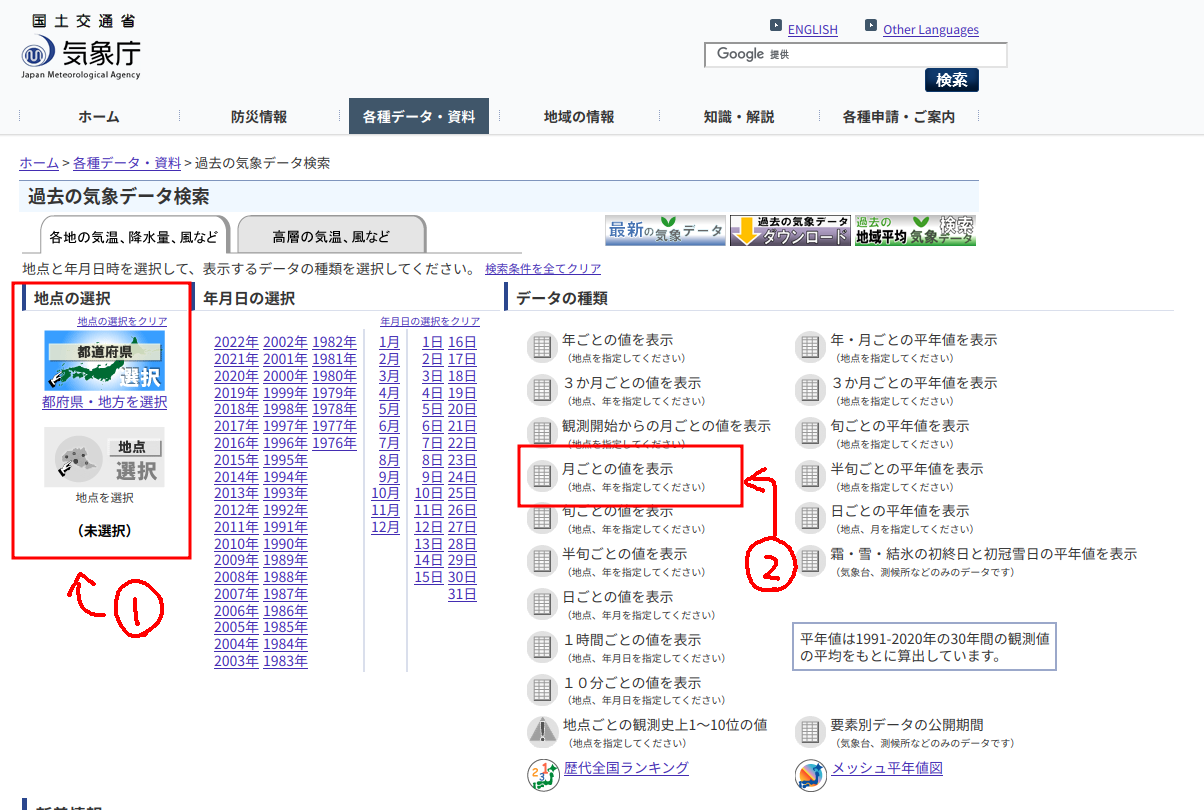 国土交通省
気象庁
Japan Meteorological Agency
ENGLISH
Other Languages
Google 提供
検索
ホーム
防災情報
各種データ・資料
地域の情報
知識・解説
各種申請・ご案内
ホーム > 各種データ・資料 > 過去の気象データ検索
過去の気象データ検索
各地の気温、降水量、風など
高層の気温、風など
最新の気象データ
過去の気象データ
ダウンロード
過去の
地域平均 気象データ
検索
地点と年月日時を選択して、表示するデータの種類を選択してください。 検索条件を全てクリア
地点の選択
地点の選択をクリア
都道府県
選択
都府県・地方を選択
地点
選択
地点を選択
（未選択）
1
年月日の選択
年月日の選択をクリア
2022年 2002年 1982年
2021年 2001年 1981年
2020年 2000年 1980年
2019年 1999年 1979年
2018年 1998年 1978年
2017年 1997年 1977年
2016年 1996年 1976年
2015年 1995年
2014年 1994年
2013年 1993年
2012年 1992年
2011年 1991年
2010年 1990年
2009年 1989年
2008年 1988年
2007年 1987年
2006年 1986年
2005年 1985年
2004年 1984年
2003年 1983年
1月
2月
3月
4月
5月
6月
7月
8月
9月
10月
11月
12月
1日 16日
2日 17日
3日 18日
4日 19日
5日 20日
6日 21日
7日 22日
8日 23日
9日 24日
10日 25日
11日 26日
12日 27日
13日 28日
14日 29日
15日 30日
31日
データの種類
年ごとの値を表示
（地点を指定してください）
３か月ごとの値を表示
（地点、年を指定してください）
観測開始からの月ごとの値を表示
（地点を指定してください）
月ごとの値を表示
（地点、年を指定してください）
旬ごとの値を表示
（地点、年を指定してください）
半旬ごとの値を表示
（地点、年を指定してください）
日ごとの値を表示
（地点、年月を指定してください）
１時間ごとの値を表示
（地点、年月日を指定してください）
１０分ごとの値を表示
（地点、年月日を指定してください）
地点ごとの観測史上1～10位の値
（地点を指定してください）
歴代全国ランキング
2
年・月ごとの平年値を表示
（地点を指定してください）
３か月ごとの平年値を表示
（地点を指定してください）
旬ごとの平年値を表示
（地点を指定してください）
半旬ごとの平年値を表示
（地点を指定してください）
日ごとの平年値を表示
（地点、月を指定してください）
霜・雪・結氷の初終日と初冠雪日の平年値を表示
（気象台、測候所などのみのデータです）
平年値は1991-2020年の30年間の観測値
の平均をもとに算出しています。
要素別データの公開期間
（気象台、測候所などのみのデータです）
メッシュ平年値図